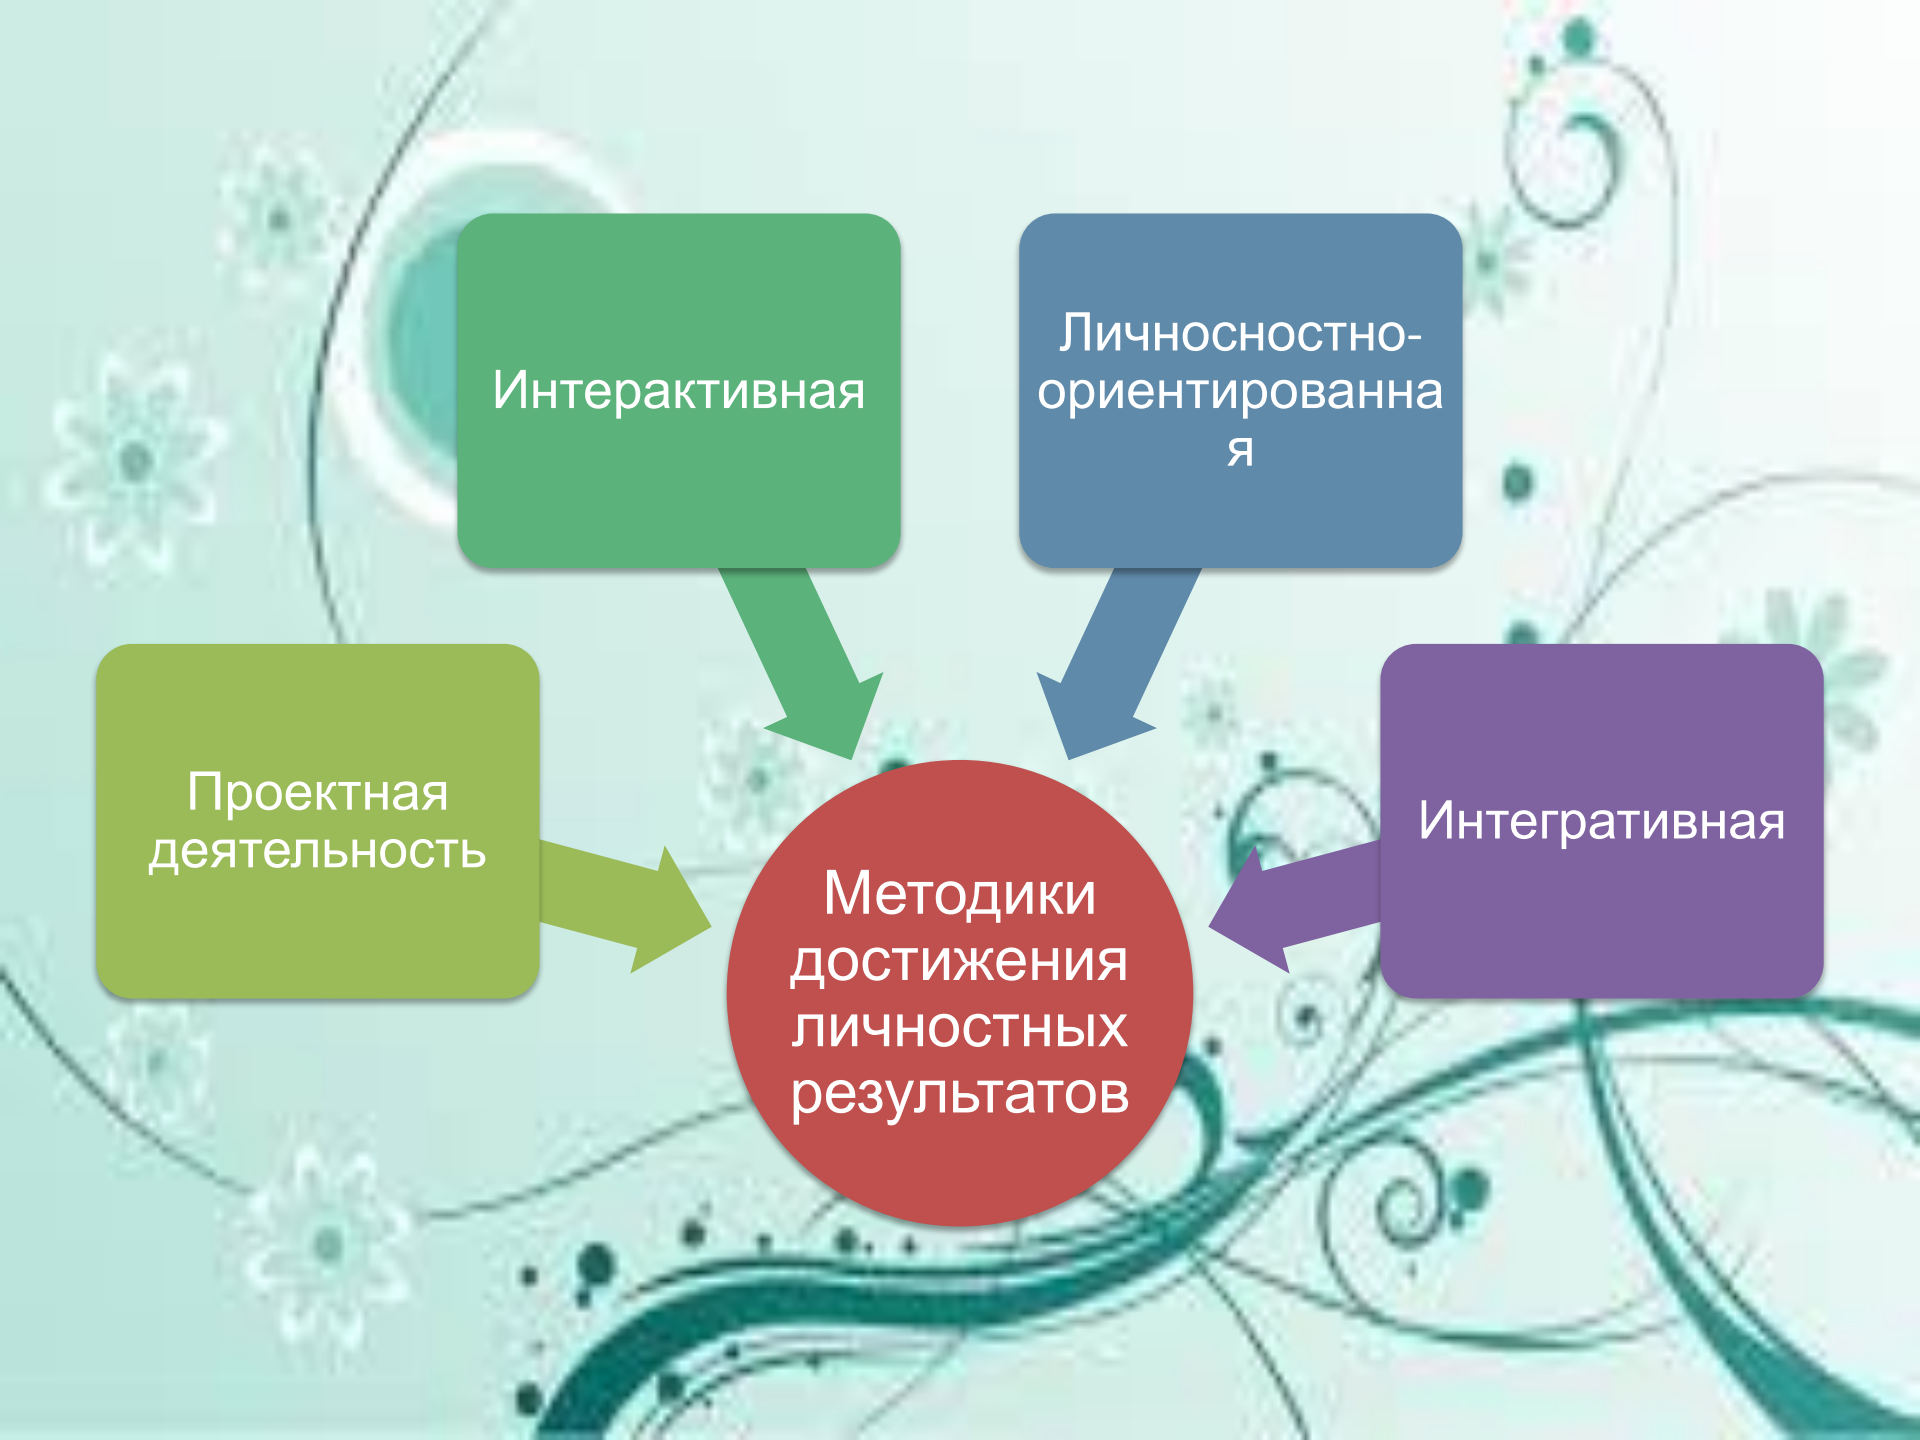 Интерактивная
Личносностно-
ориентированна
я
Проектная
деятельность
Интегративная
Методики
достижения
личностных
результатов